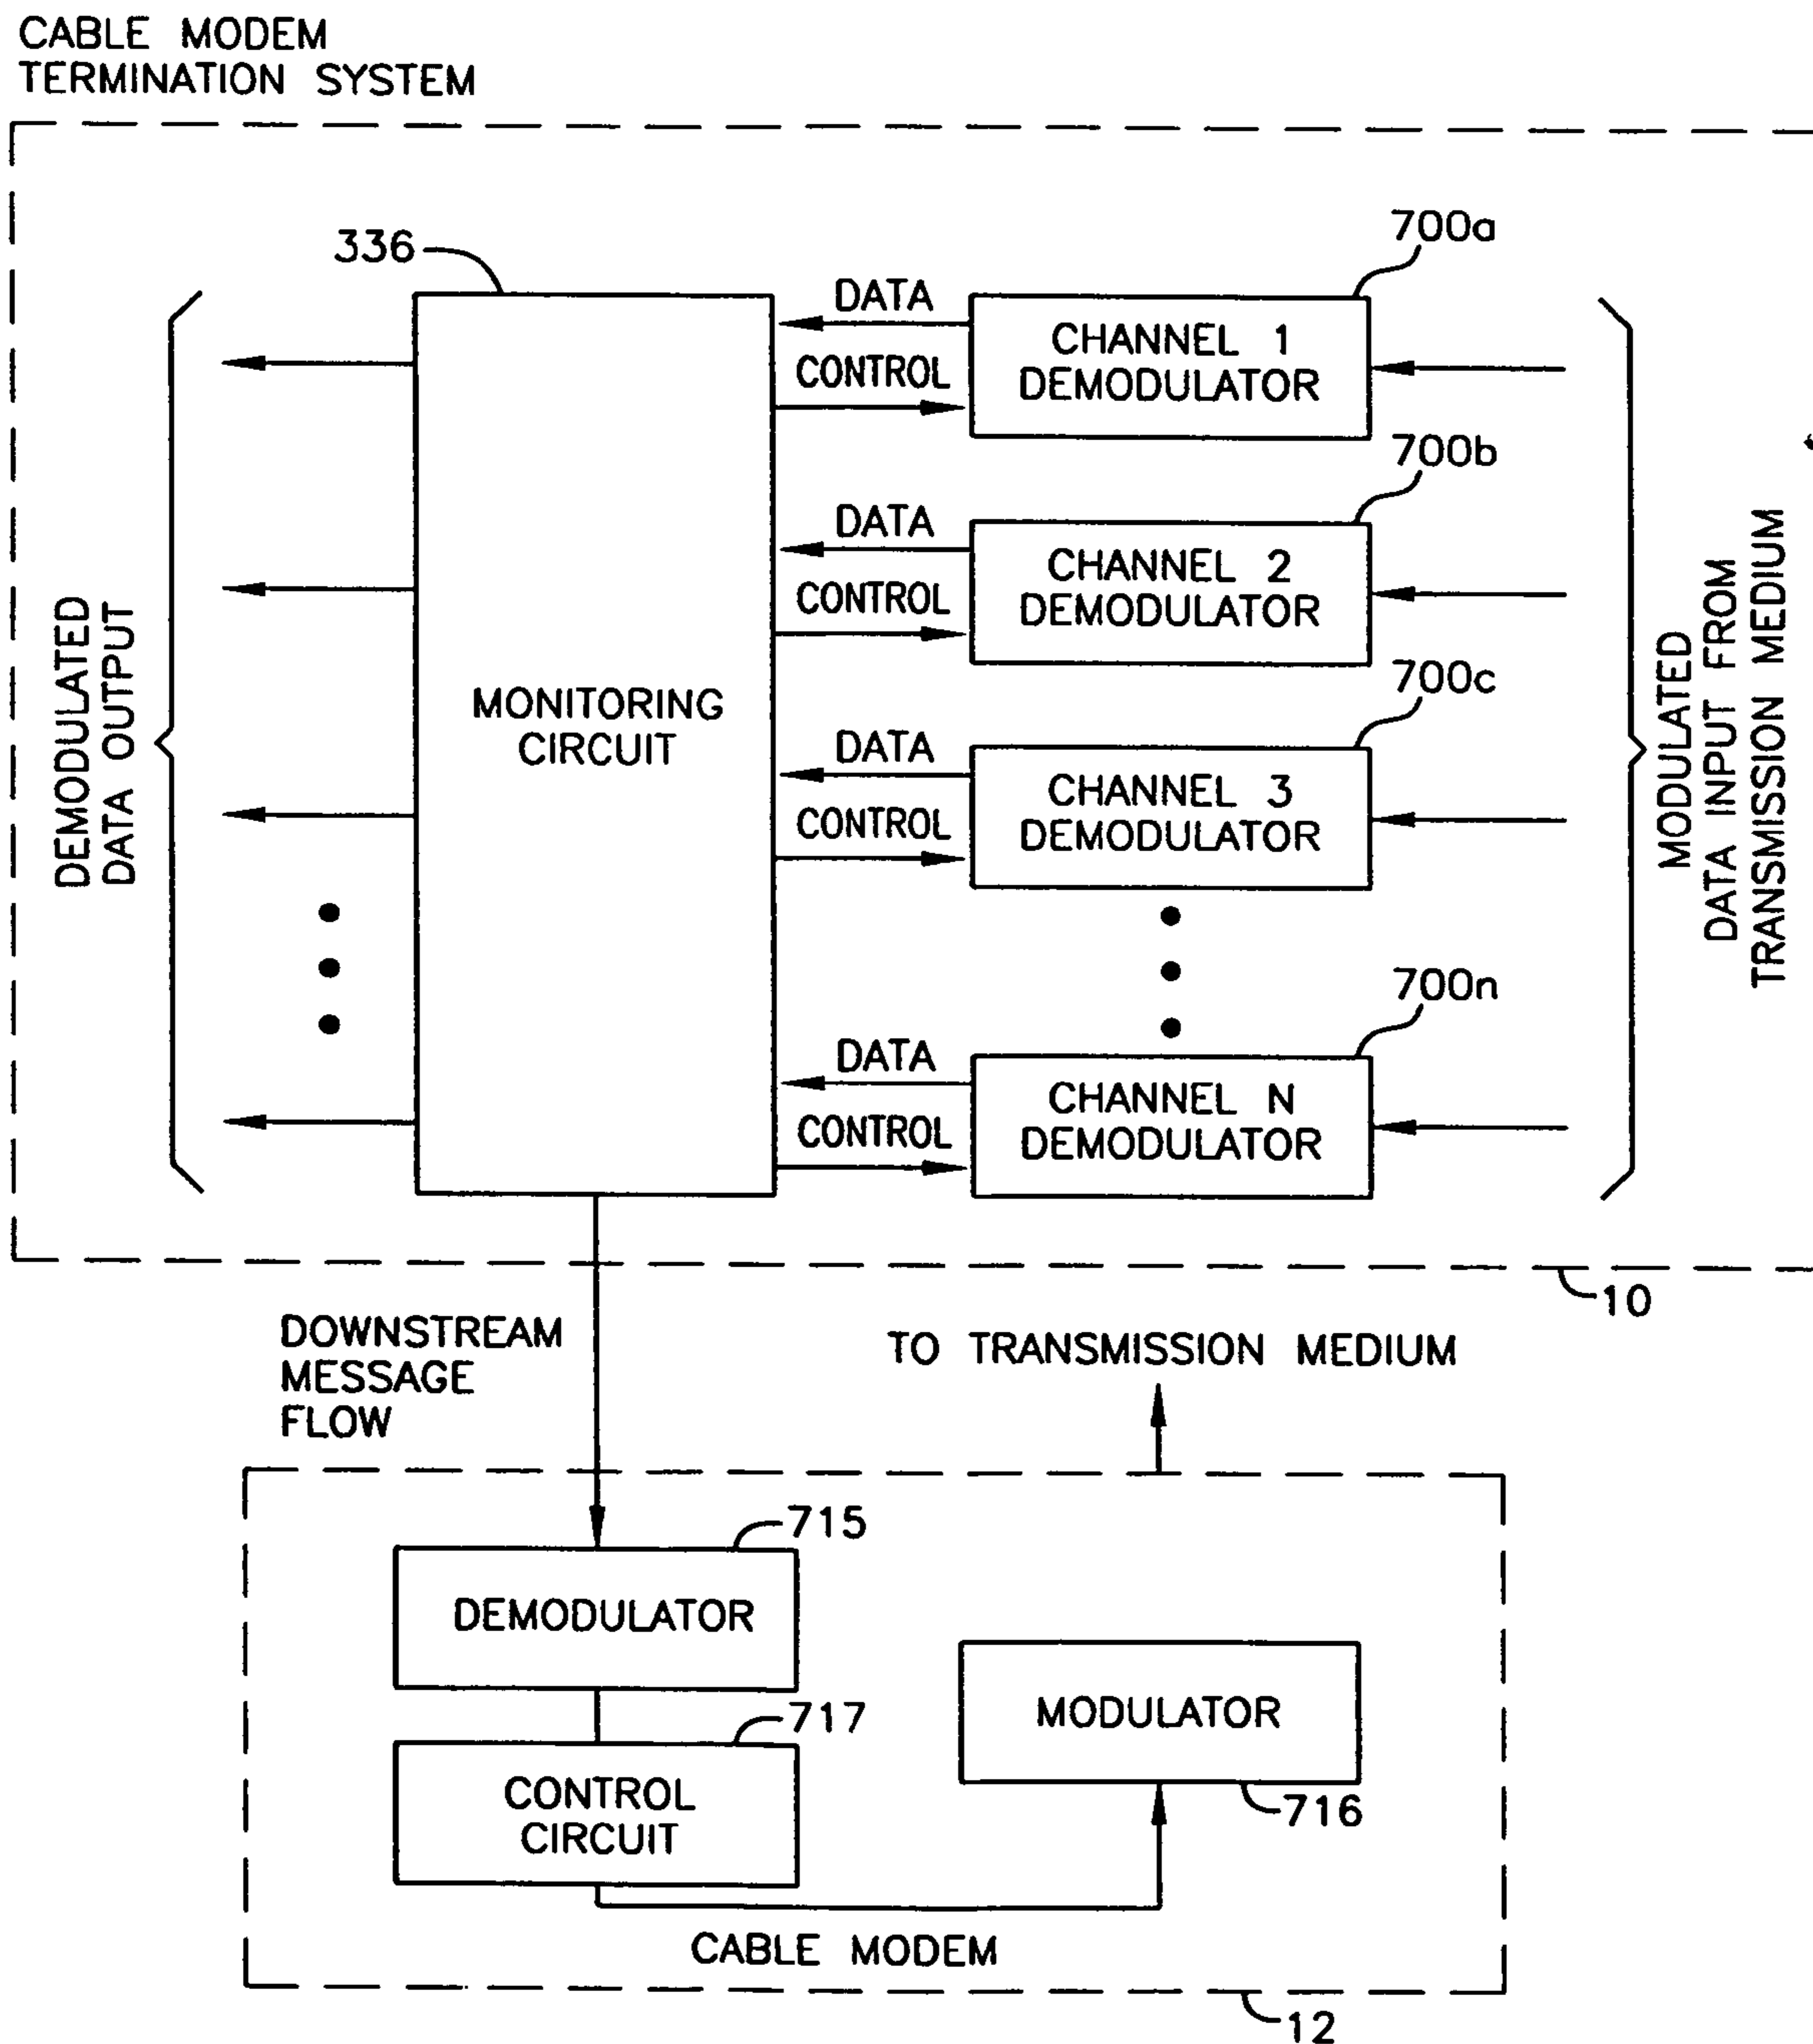 CABLE MODEM
TERMINATION SYSTEM
336
700a
DATA
CONTROL
CHANNEL 1
DEMODULATOR
700b
DATA
CONTROL
CHANNEL 2
DEMODULATOR
700c
DATA
CONTROL
CHANNEL 3
DEMODULATOR
700n
DATA
CONTROL
CHANNEL N
DEMODULATOR
MONITORING
CIRCUIT
DEMODULATED
DATA OUTPUT
MODULATED
DATA INPUT FROM
TRANSMISSION MEDIUM
10
DOWNSTREAM
MESSAGE
FLOW
TO TRANSMISSION MEDIUM
715
DEMODULATOR
717
CONTROL
CIRCUIT
MODULATOR
716
CABLE MODEM
12